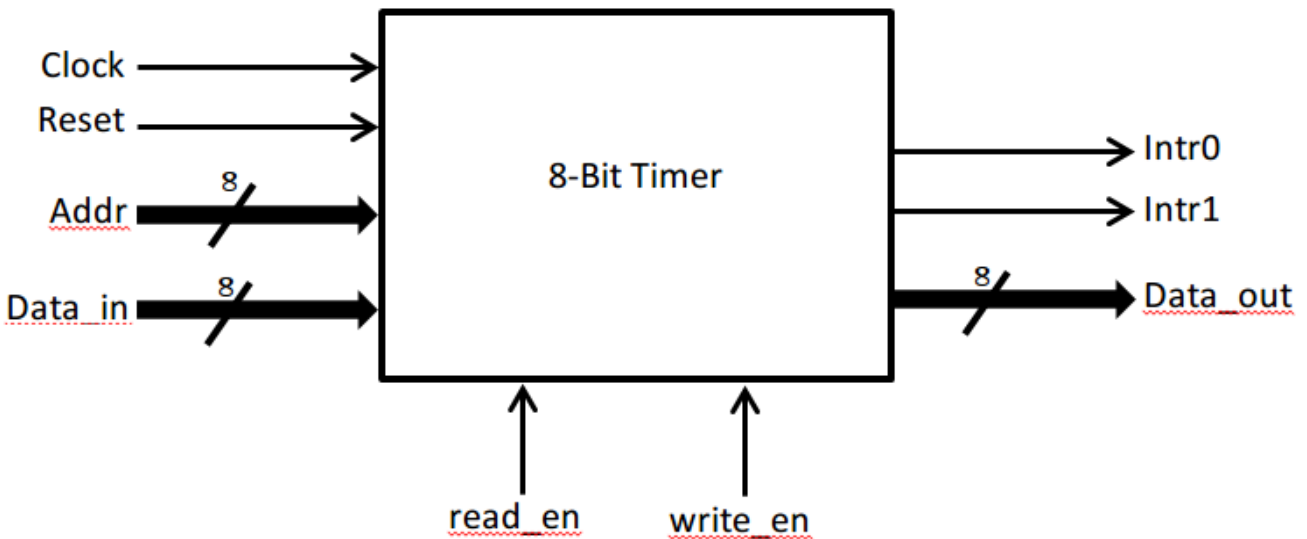 Clock
Reset
8
Addr
8
Data_in
8-Bit Timer
Intr0
Intr1
8
Data_out
read_en
write_en